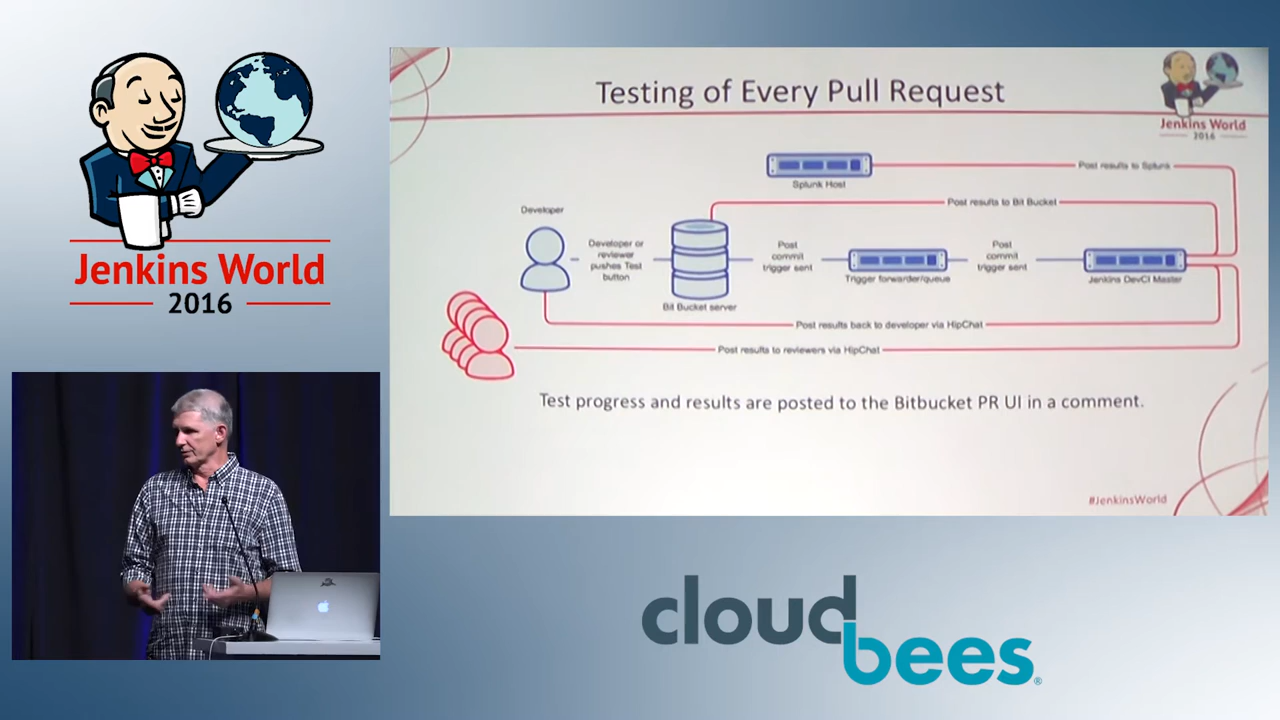 Jenkins World
2016
Testing of Every Pull Request
Jenkins World
2016
Splunk Host
Post results to Splunk
Post results to Bit Bucket
Developer
Developer or
reviewer
pushes Test
button
Bit Bucket server
Post
commit
trigger sent
Trigger forwarder/queue
Post
commit
trigger sent
Jenkins DevCI Master
Post results back to developer via HipChat
Post results to reviewers via HipChat
Test progress and results are posted to the Bitbucket PR UI in a comment.
#JenkinsWorld
cloud
bees®